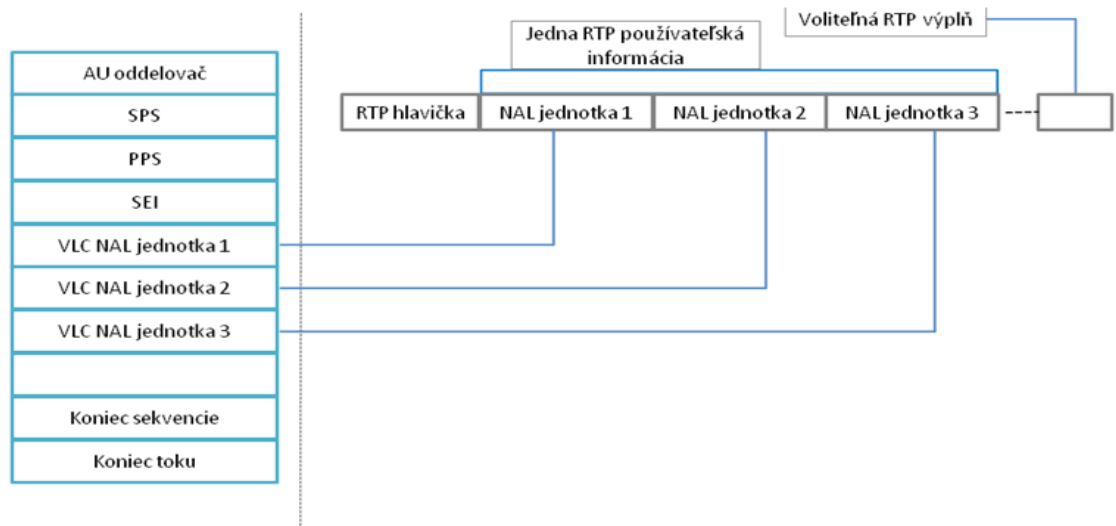 Voliteľná RTP výplň
Jedna RTP používateľská
informácia
AU oddelovač
SPS
PPS
SEI
VLC NAL jednotka 1
VLC NAL jednotka 2
VLC NAL jednotka 3
Koniec sekvencie
Koniec toku
RTP hlavička
NAL jednotka 1
NAL jednotka 2
NAL jednotka 3